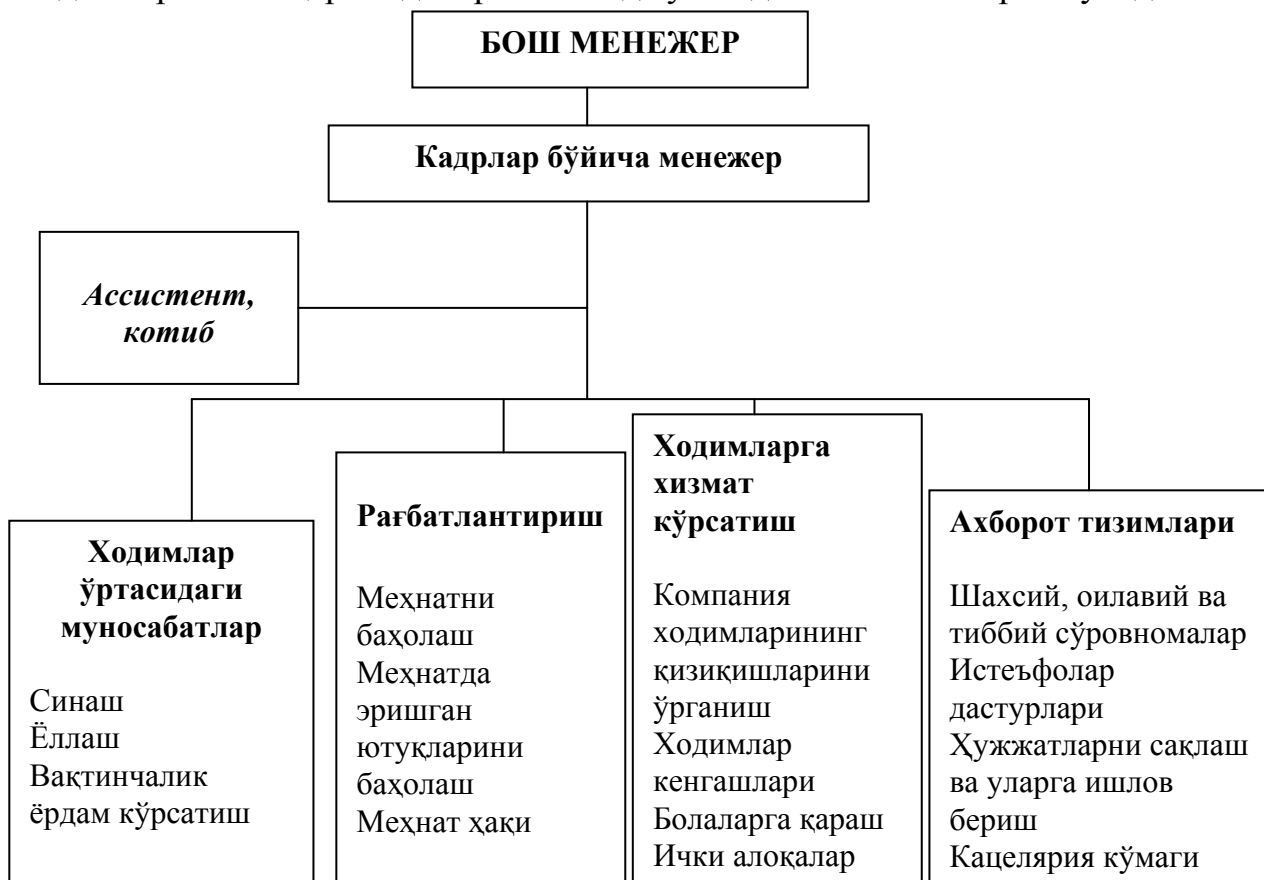 БОШ МЕНЕЖЕР
Кадрлар бўйича менежер
Ассистент,
котиб
Ходимлар
ўртасидаги
муносабатлар
Синаш
Ёллаш
Вақтинчалик
ёрдам кўрсатиш
Рағбатлантириш
Меҳнатни
баҳолаш
Меҳнатда
эришган
ютуқларини
баҳолаш
Меҳнат ҳақи
Ходимларга
хизмат
кўрсатиш
Компания
ходимларининг
қизиқишларини
ўрганиш
Ходимлар
кенгашлари
Болаларга қараш
Ички алоқалар
Ахборот тизимлари
Шахсий, оилавий ва
тиббий сўровномалар
Истеъфолар
дастурлари
Ҳужжатларни сақлаш
ва уларга ишлов
бериш
Кацелярия кўмаги